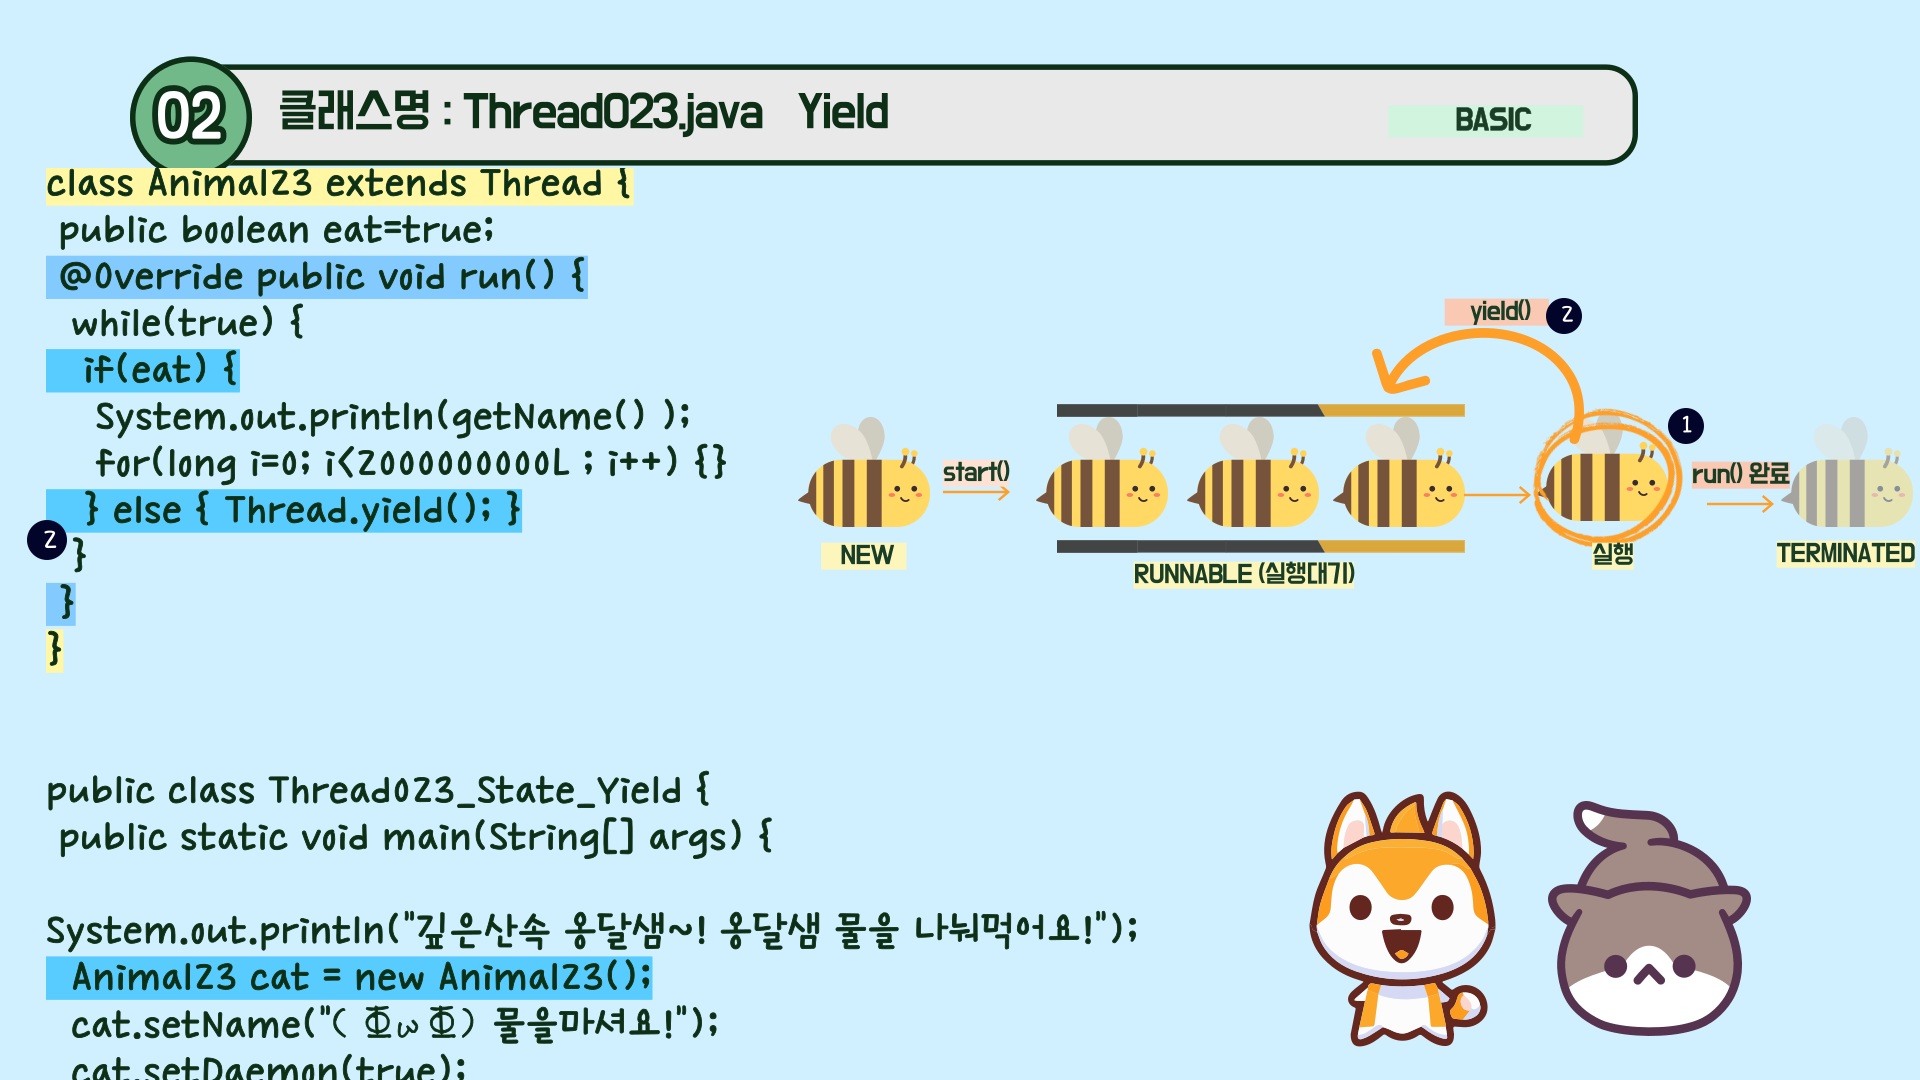 02
클래스명 : Thread023.java Yield
BASIC
class Animal23 extends Thread {
public boolean eat=true;
@Override public void run() {
while(true) {
if(eat) {
System.out.println(getName() );
for(long i=0; i<2000000000L ; i++) {}
} else { Thread.yield(); }
2
}
}
}
yield()
2
1
start()
run() 완료
NEW
RUNNABLE (실행대기)
실행
TERMINATED
public class Thread023_State_Yield {
public static void main(String[] args) {
System.out.println("깊은산속 옹달샘~! 옹달샘 물을 나눠먹어요!");
Animal23 cat = new Animal23();
cat.setName("( ㅤΦωΦ) 물을마셔요!");
cat.setDaemon(true);